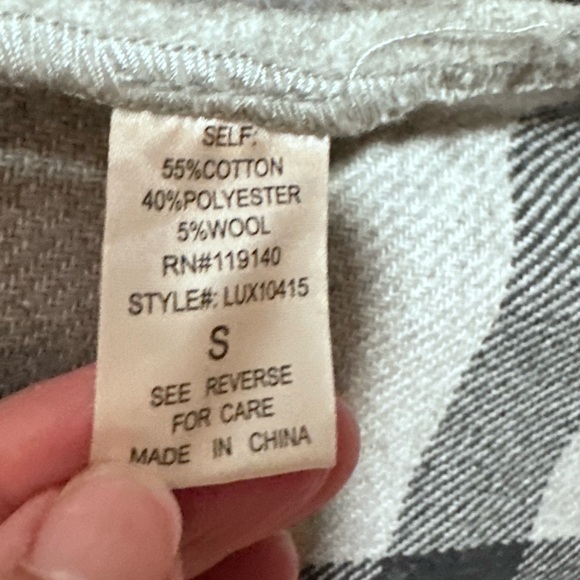 SELF:
55%COTTON
40%POLYESTER
5%WOOL
RN#119140
STYLE#: LUX10415
S
SEE REVERSE
FOR CARE
MADE IN CHINA